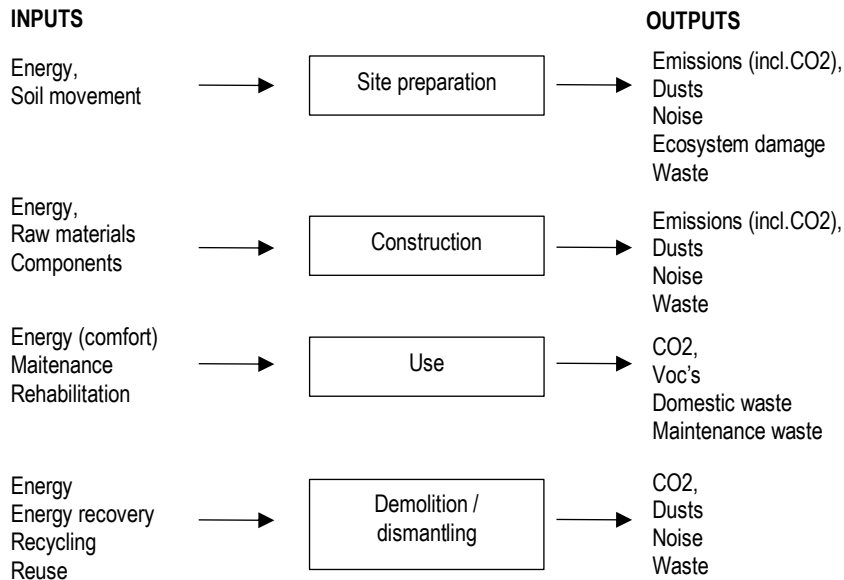 INPUTS
OUTPUTS
Energy,
Soil movement
Site preparation
Emissions (incl.CO2),
Dusts
Noise
Ecosystem damage
Waste
Energy,
Raw materials
Components
Construction
Emissions (incl.CO2),
Dusts
Noise
Waste
Energy (comfort)
Maitenance
Rehabilitation
Use
CO2,
Voc's
Domestic waste
Maintenance waste
Energy
Energy recovery
Recycling
Reuse
Demolition /
dismantling
CO2,
Dusts
Noise
Waste